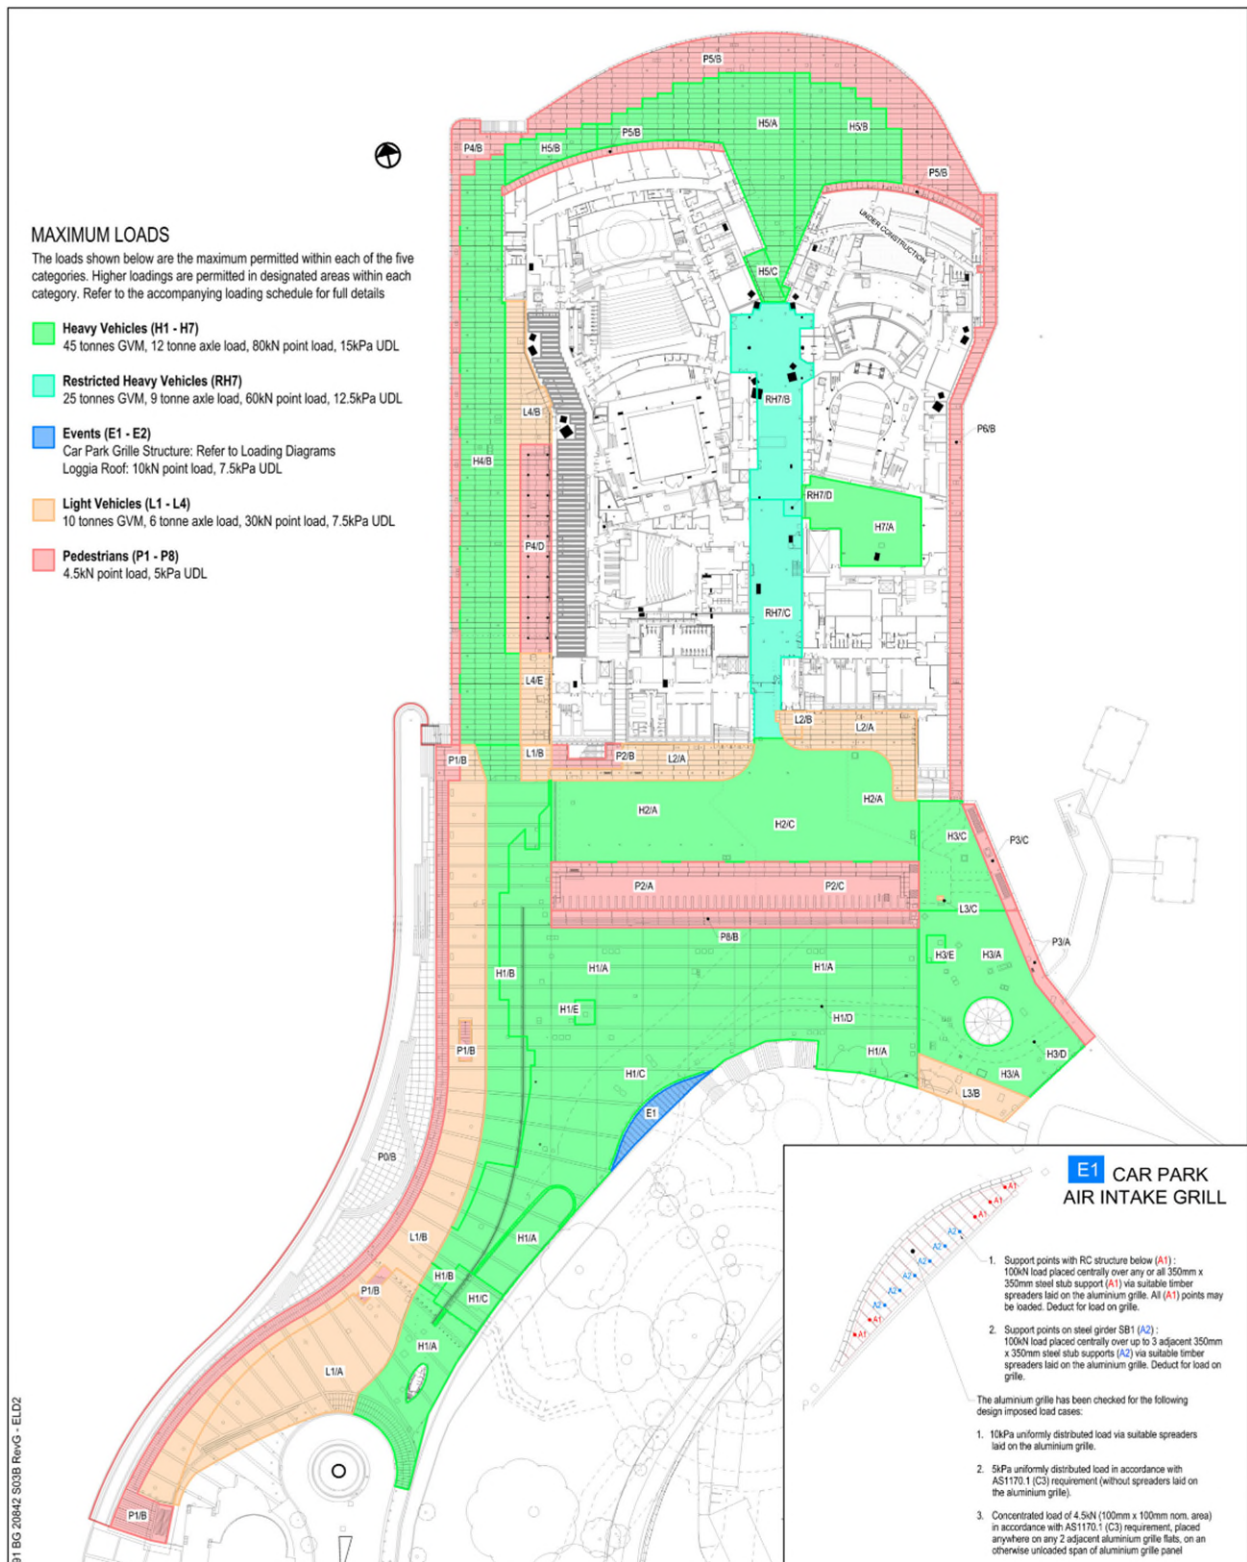 MAXIMUM LOADS
The loads shown below are the maximum permitted within each of the five
categories. Higher loadings are permitted in designated areas within each
category. Refer to the accompanying loading schedule for full details
Heavy Vehicles (H1 - H7)
45 tonnes GVM, 12 tonne axle load, 80kN point load, 15kPa UDL
Restricted Heavy Vehicles (RH7)
25 tonnes GVM, 9 tonne axle load, 60kN point load, 12.5kPa UDL
Events (E1 - E2)
Car Park Grille Structure: Refer to Loading Diagrams
Loggia Roof: 10kN point load, 7.5kPa UDL
Light Vehicles (L1 - L4)
10 tonnes GVM, 6 tonne axle load, 30kN point load, 7.5kPa UDL
Pedestrians (P1 - P8)
4.5kN point load, 5kPa UDL
P5/B
H5/A
H5/B
P5/B
P4/B
H5/B
P5/B
UNDER CONSTRUCTION
H5/C
RH7/B
L4/B
P6/B
H4/B
RH7/D
H7/A
P4/D
RH7/C
L4/E
L2/B
L2/A
P1/B
L1/B
P2/B
L2/A
H2/A
H2/A
H2/C
H3/C
P3/C
P2/A
P2/C
L3/C
P8/B
P3/A
H3/E
H3/A
H1/B
H1/A
H1/A
H1/E
H1/D
P1/B
H1/A
H3/D
H1/C
H3/A
L3/B
E1
P0/B
L1/B
H1/A
H1/B
P1/B
H1/C
H1/A
L1/A
P1/B
91 BG 20842 S03B RevG - ELD2
E1 CAR PARK
AIR INTAKE GRILL
A1
A1
A1
A2
A2
A2
A2
A2
A2
A1
A1
1. Support points with RC structure below (A1) :
100kN load placed centrally over any or all 350mm x
350mm steel stub support (A1) via suitable timber
spreaders laid on the aluminium grille. All (A1) points may
be loaded. Deduct for load on grille.
2. Support points on steel girder SB1 (A2) :
100kN load placed centrally over up to 3 adjacent 350mm
x 350mm steel stub supports (A2) via suitable timber
spreaders laid on the aluminium grille. Deduct for load on
grille.
The aluminium grille has been checked for the following
design imposed load cases:
1. 10kPa uniformly distributed load via suitable spreaders
laid on the aluminium grille.
2. 5kPa uniformly distributed load in accordance with
AS1170.1 (C3) requirement (without spreaders laid on
the aluminium grille).
3. Concentrated load of 4.5kN (100mm x 100mm nom. area)
in accordance with AS1170.1 (C3) requirement, placed
anywhere on any 2 adjacent aluminium grille flats, on an
otherwise unloaded span of aluminium grille panel